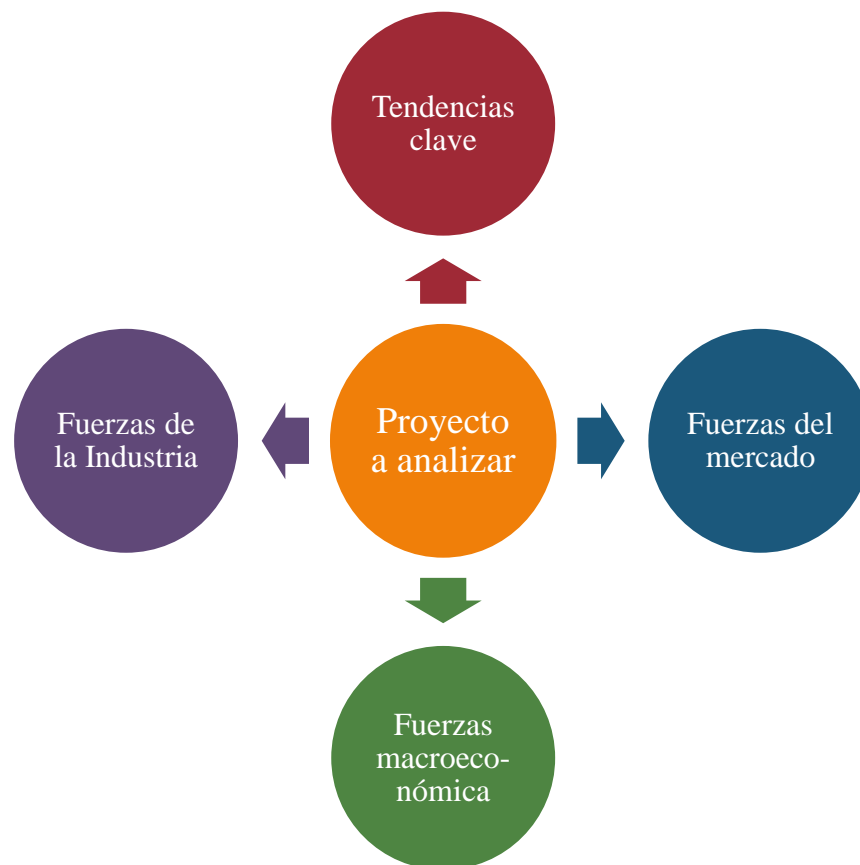 Tendencias
clave
Fuerzas de
la Industria
Proyecto
a analizar
Fuerzas del
mercado
Fuerzas
macroeco-
nómica